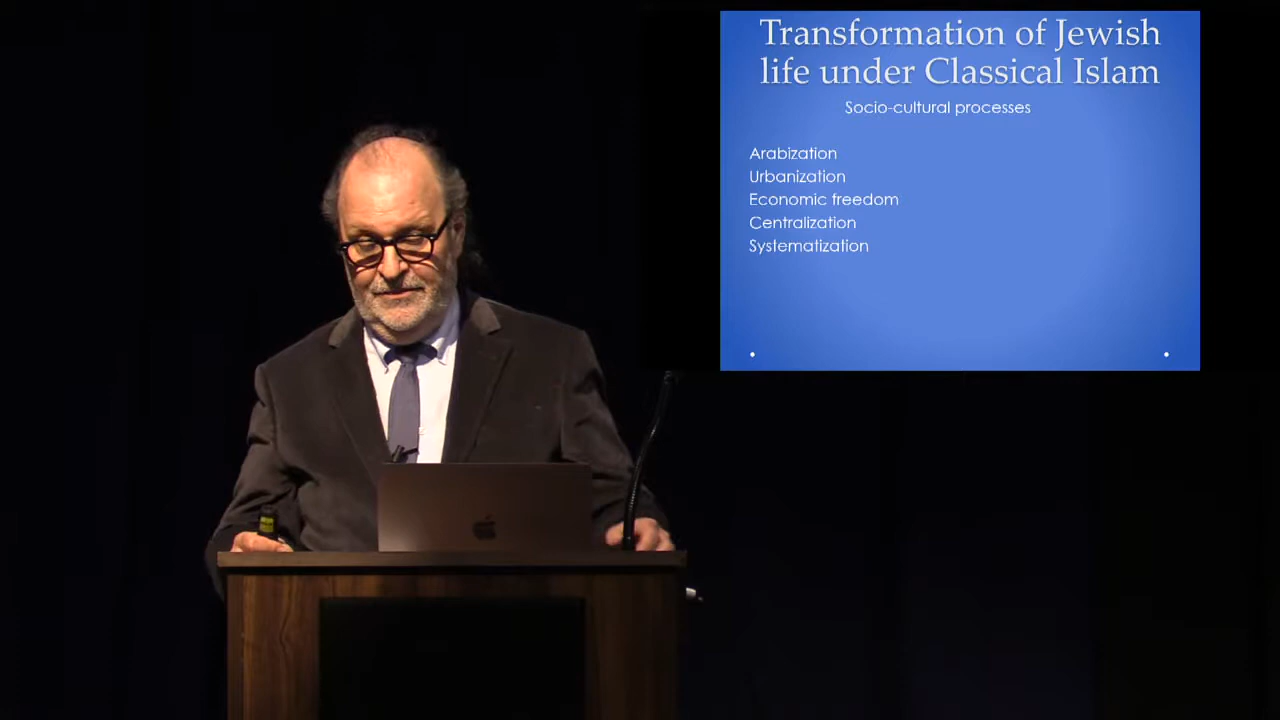 Transformation of Jewish
life under Classical Islam
Socio-cultural processes
Arabization
Urbanization
Economic freedom
Centralization
Systematization